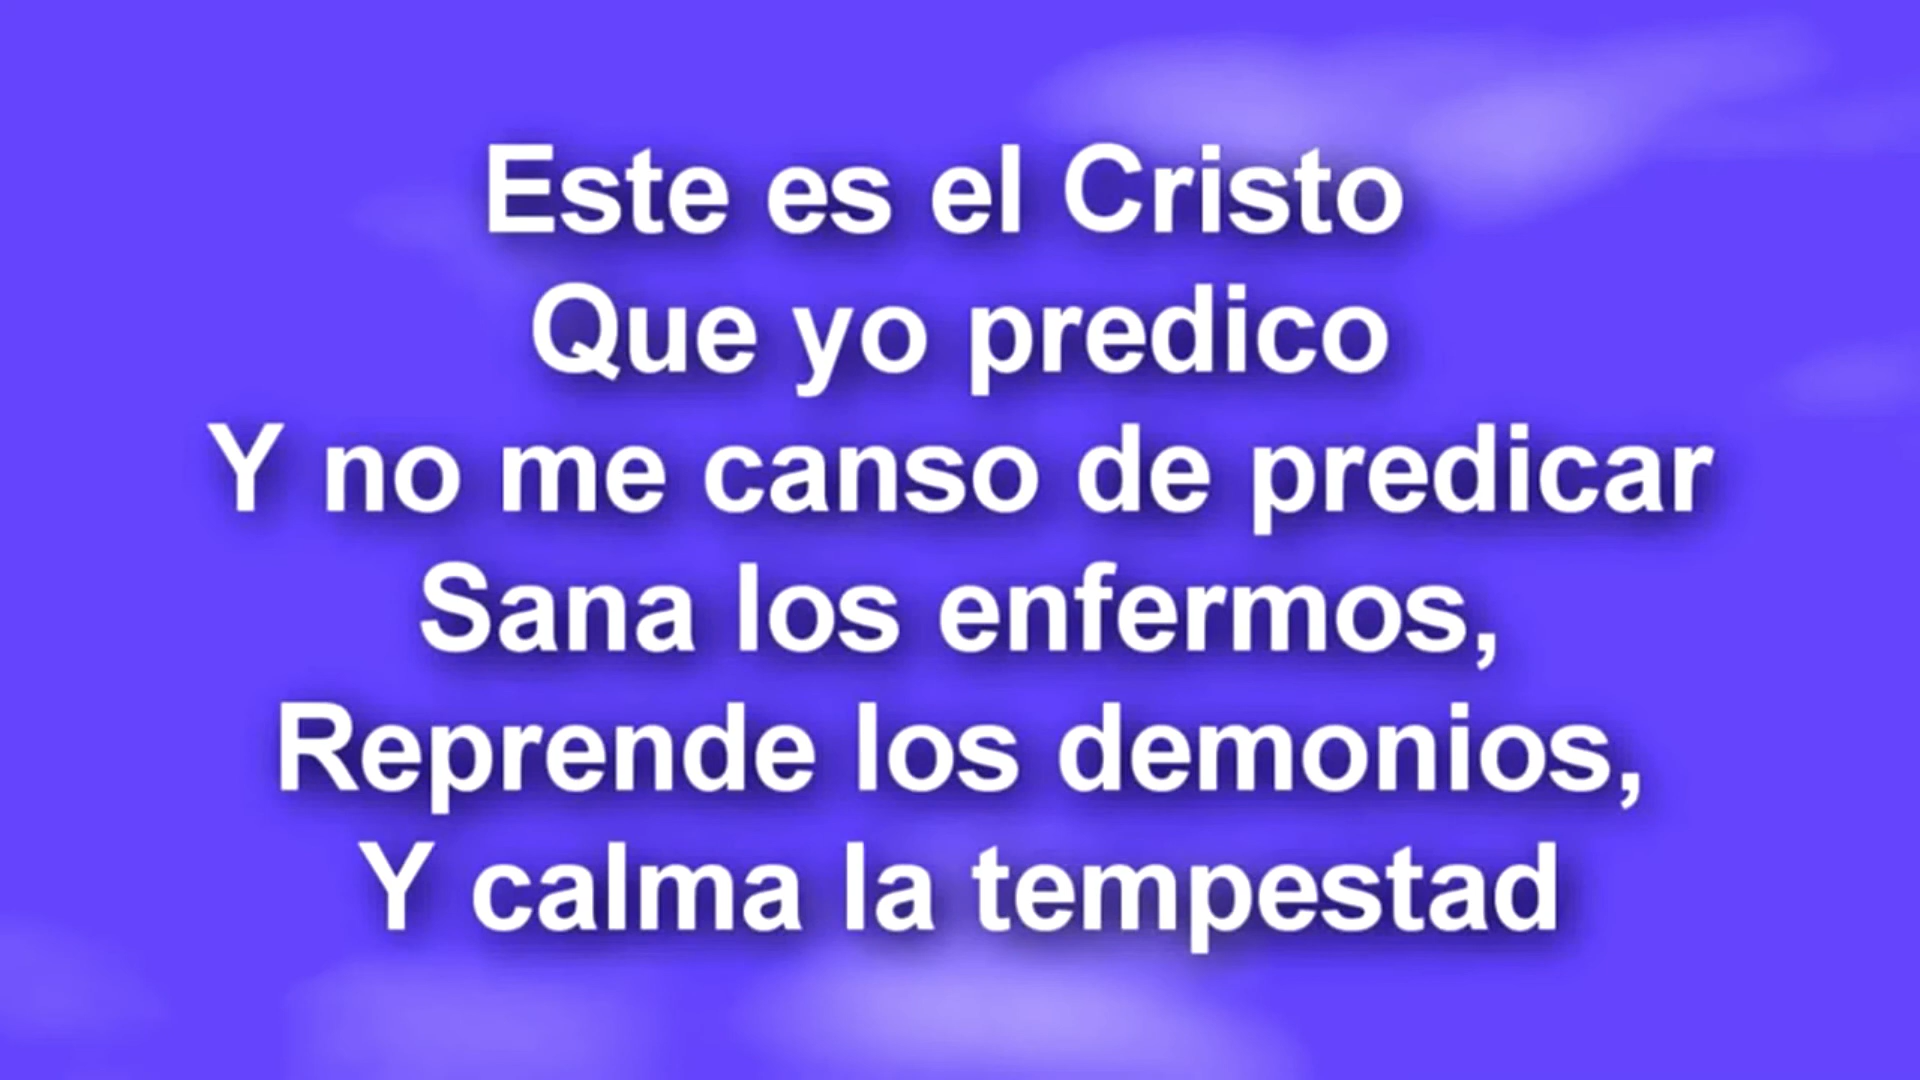 Este es el Cristo
Que yo predico
Y no me canso de predicar
Sana los enfermos,
Reprende los demonios,
Y calma la tempestad